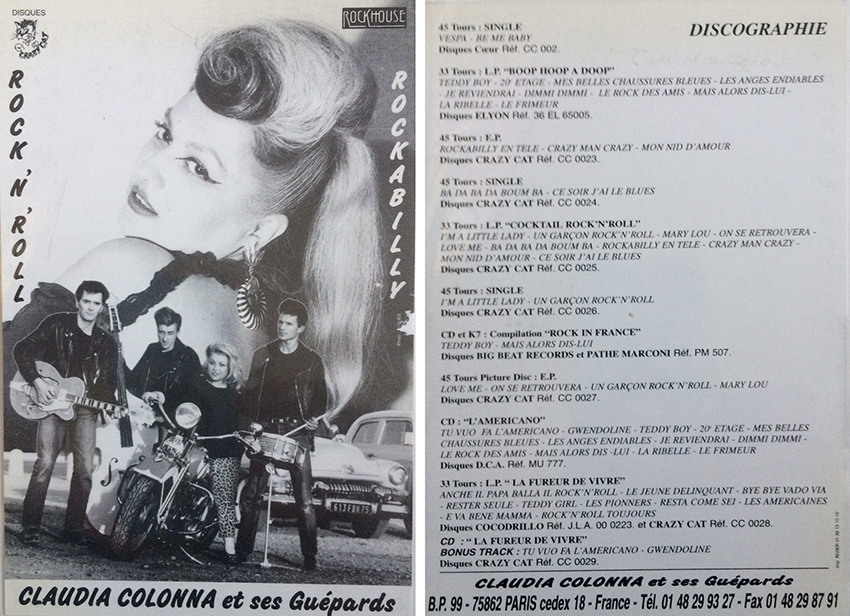 DISQUES
CRAZY CAT
ROCKHOUSE
ROCK'N'ROLL
ROCKABILLY
613FBH75
CLAUDIA COLONNA et ses Guépards
DISCOGRAPHIE
45 Tours : SINGLE
VESPA - BE ME BABY
Disques Cœur Réf. CC 002.
33 Tours : L.P. "BOOP HOOP A DOOP"
TEDDY BOY - 20e ETAGE - MES BELLES CHAUSSURES BLEUES - LES ANGES ENDIABLES
- JE REVIENDRAI - DIMMI DIMMI - LE ROCK DES AMIS - MAIS ALORS DIS-LUI -
LA RIBELLE - LE FRIMEUR
Disques ELYON Réf. 36 EL 65005.
45 Tours : E.P.
ROCKABILLY EN TELE - CRAZY MAN CRAZY - MON NID D'AMOUR
Disques CRAZY CAT Réf. CC 0023.
45 Tours : SINGLE
BA DA BA DA BOUM BA - CE SOIR J'AI LE BLUES
Disques CRAZY CAT Réf. CC 0024.
33 Tours : L.P. "COCKTAIL ROCK'N'ROLL"
I'M A LITTLE LADY - UN GARÇON ROCK'N'ROLL - MARY LOU - ON SE RETROUVERA -
LOVE ME - BA DA BA DA BOUM BA - ROCKABILLY EN TELE - CRAZY MAN CRAZY -
MON NID D'AMOUR - CE SOIR J'AI LE BLUES
Disques CRAZY CAT Réf. CC 0025.
45 Tours : SINGLE
I'M A LITTLE LADY - UN GARÇON ROCK'N'ROLL
Disques CRAZY CAT Réf. CC 0026.
CD et K7 : Compilation "ROCK IN FRANCE"
TEDDY BOY - MAIS ALORS DIS-LUI
Disques BIG BEAT RECORDS et PATHE MARCONI Réf. PM 507.
45 Tours Picture Disc : E.P.
LOVE ME - ON SE RETROUVERA - UN GARÇON ROCK'N'ROLL - MARY LOU
Disques CRAZY CAT Réf. CC 0027.
CD : "L'AMERICANO"
TU VUO FA L'AMERICANO - GWENDOLINE - TEDDY BOY - 20e ETAGE - MES BELLES
CHAUSSURES BLEUES - LES ANGES ENDIABLES - JE REVIENDRAI - DIMMI DIMMI -
LE ROCK DES AMIS - MAIS ALORS DIS -LUI - LA RIBELLE - LE FRIMEUR
Disques D.C.A. Réf. MU 777.
33 Tours : L.P. " LA FUREUR DE VIVRE"
ANCHE IL PAPA BALLA IL ROCK'N'ROLL - LE JEUNE DELINQUANT - BYE BYE VADO VIA
- RESTER SEULE - TEDDY GIRL - LES PIONNERS - RESTA COME SEI - LES AMERICAINES
- E VA BENE MAMMA - ROCK'N'ROLL TOUJOURS
Disques COCODRILLO Réf. J.L.A. 00 0223. et CRAZY CAT Réf. CC 0028.
CD : " LA FUREUR DE VIVRE"
BONUS TRACK : TU VUO FA L'AMERICANO - GWENDOLINE
Disques CRAZY CAT Réf. CC 0029.
CLAUDIA COLONNA et ses Guépards
B.P. 99 - 75862 PARIS cedex 18 - France - Tél. 01 48 29 93 27 - Fax 01 48 29 87 91